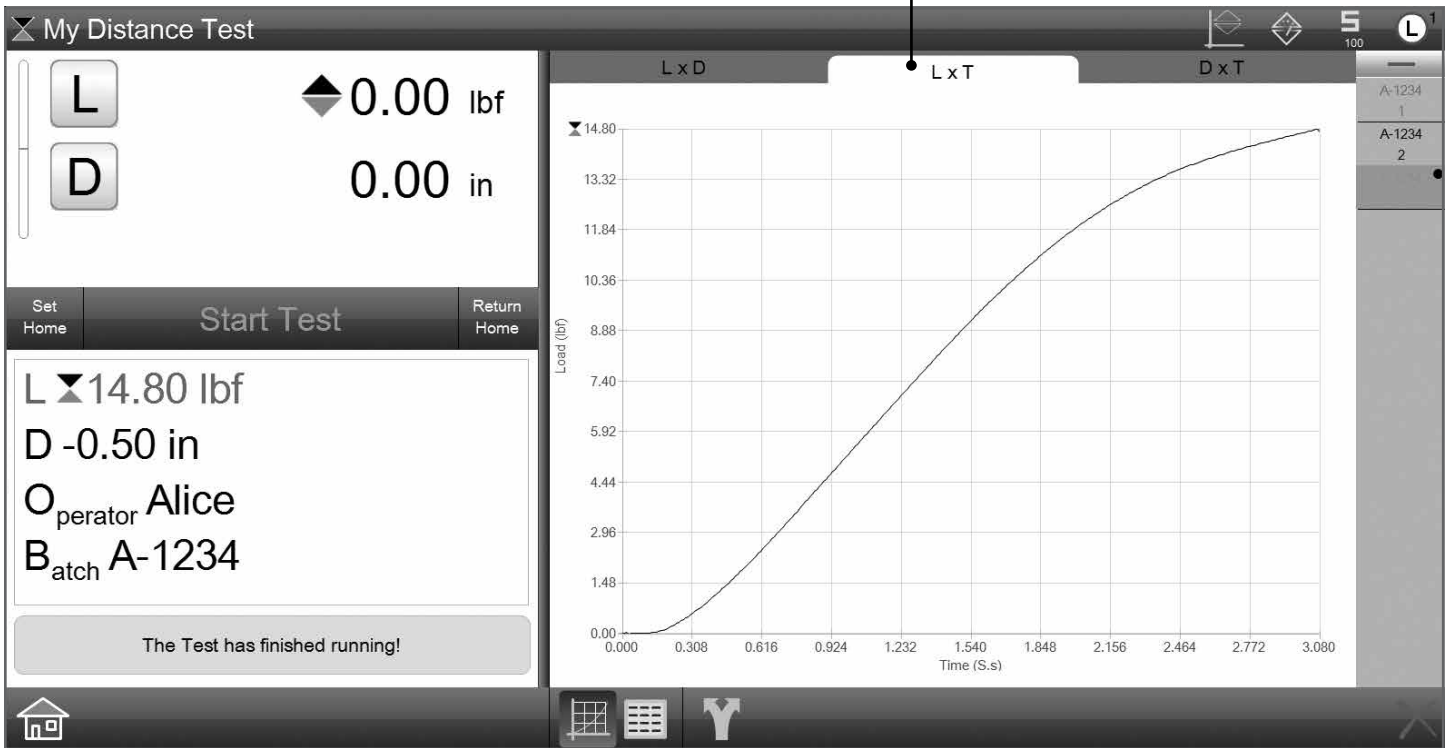 My Distance Test
100
L
1
L
0.00 lbf
D
0.00 in
Set
Home
Start Test
Return
Home
L 14.80 lbf
D -0.50 in
Operator Alice
Batch A-1234
The Test has finished running!
L x D
L x T
D x T
14.80
13.32
11.84
10.36
8.88
7.40
5.92
4.44
2.96
1.48
0.00
Load (lbf)
0.000 0.308 0.616 0.924 1.232 1.540 1.848 2.156 2.464 2.772 3.080
Time (S.s)
A-1234
1
A-1234
2